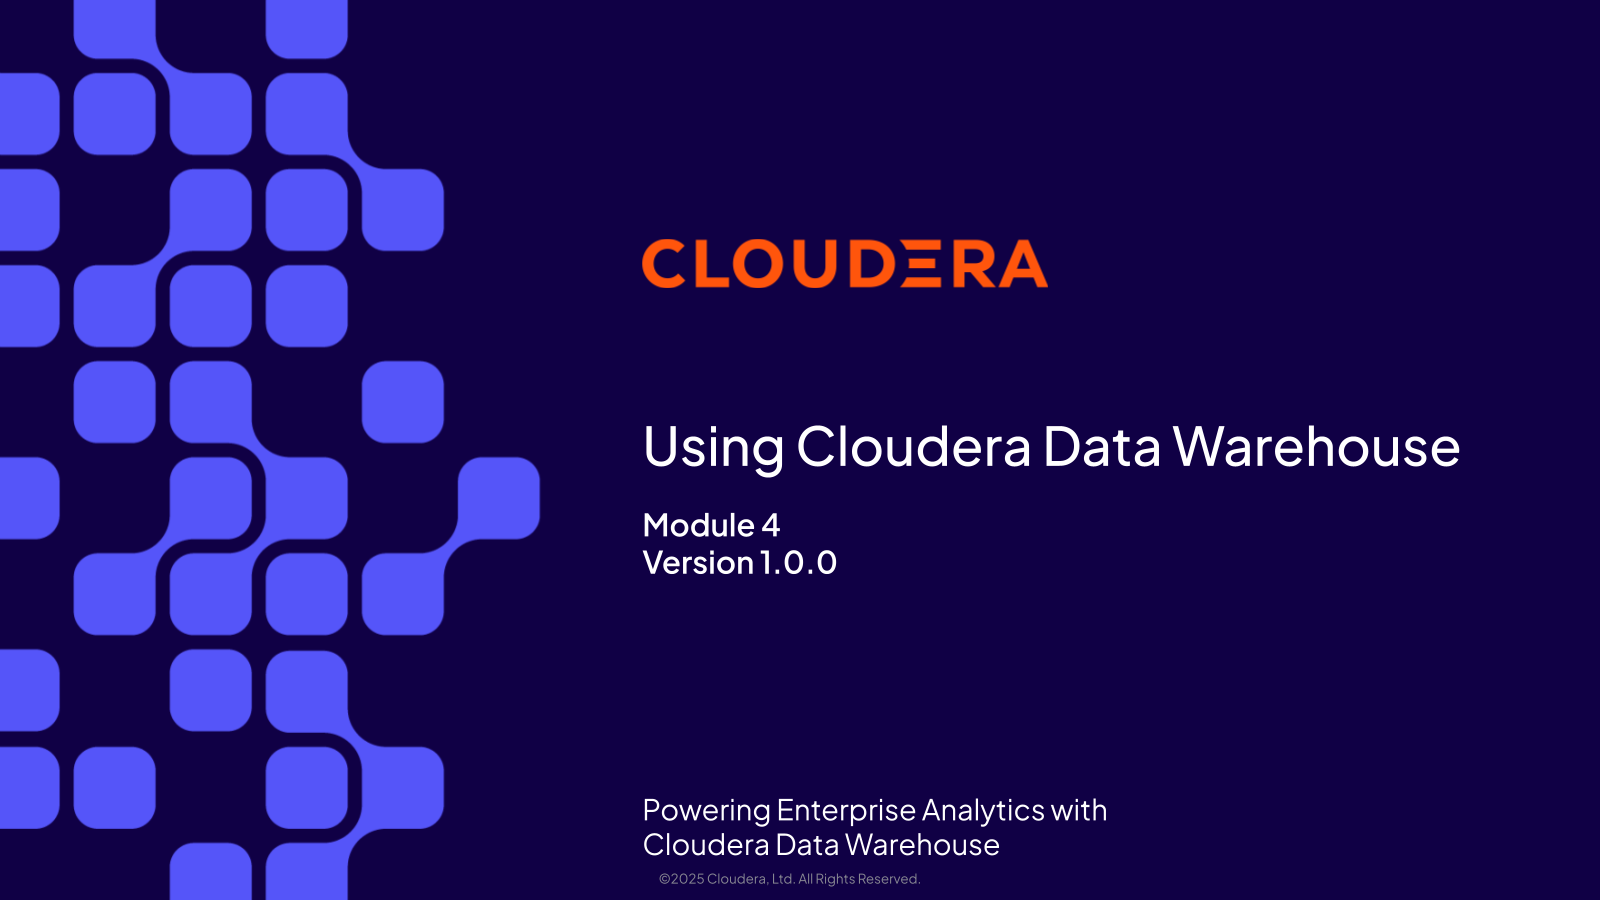 CLOUDERA
Using Cloudera Data Warehouse
Module 4
Version 1.0.0
Powering Enterprise Analytics with
Cloudera Data Warehouse
©2025 Cloudera, Ltd. All Rights Reserved.